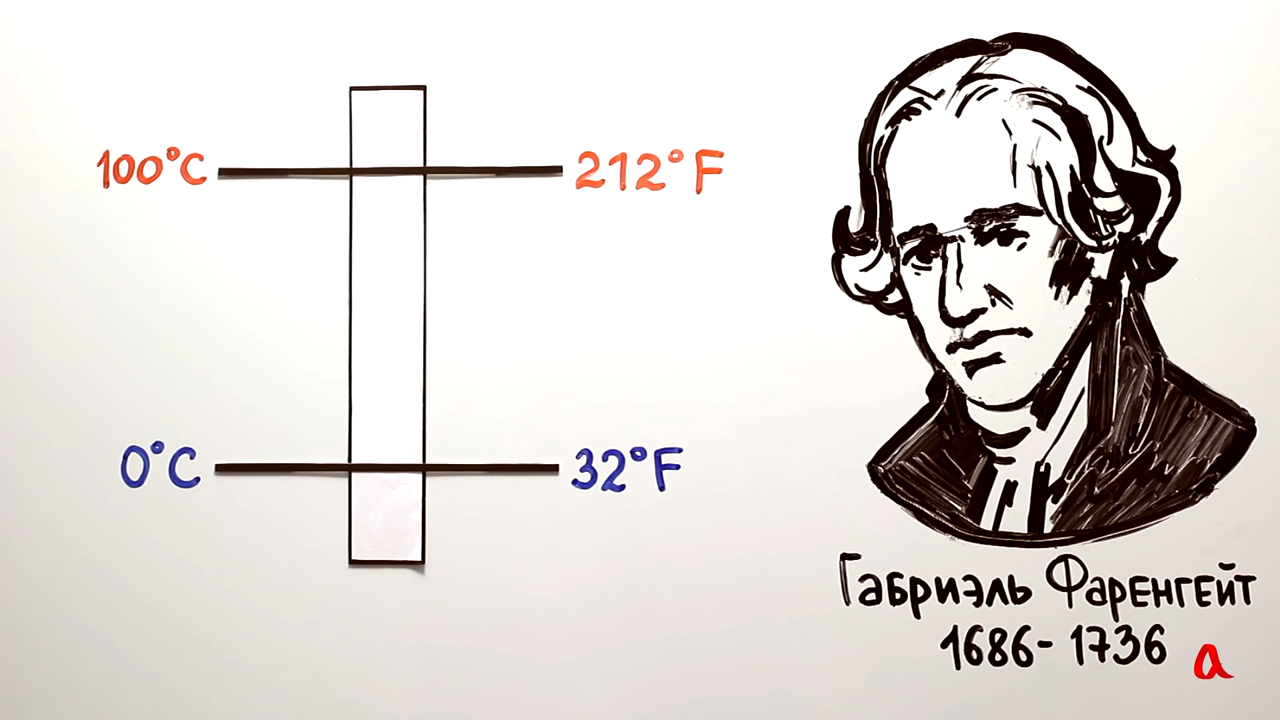 100°C
212°F
0°C
32°F
Габриэль Фаренгейт
1686-1736
a